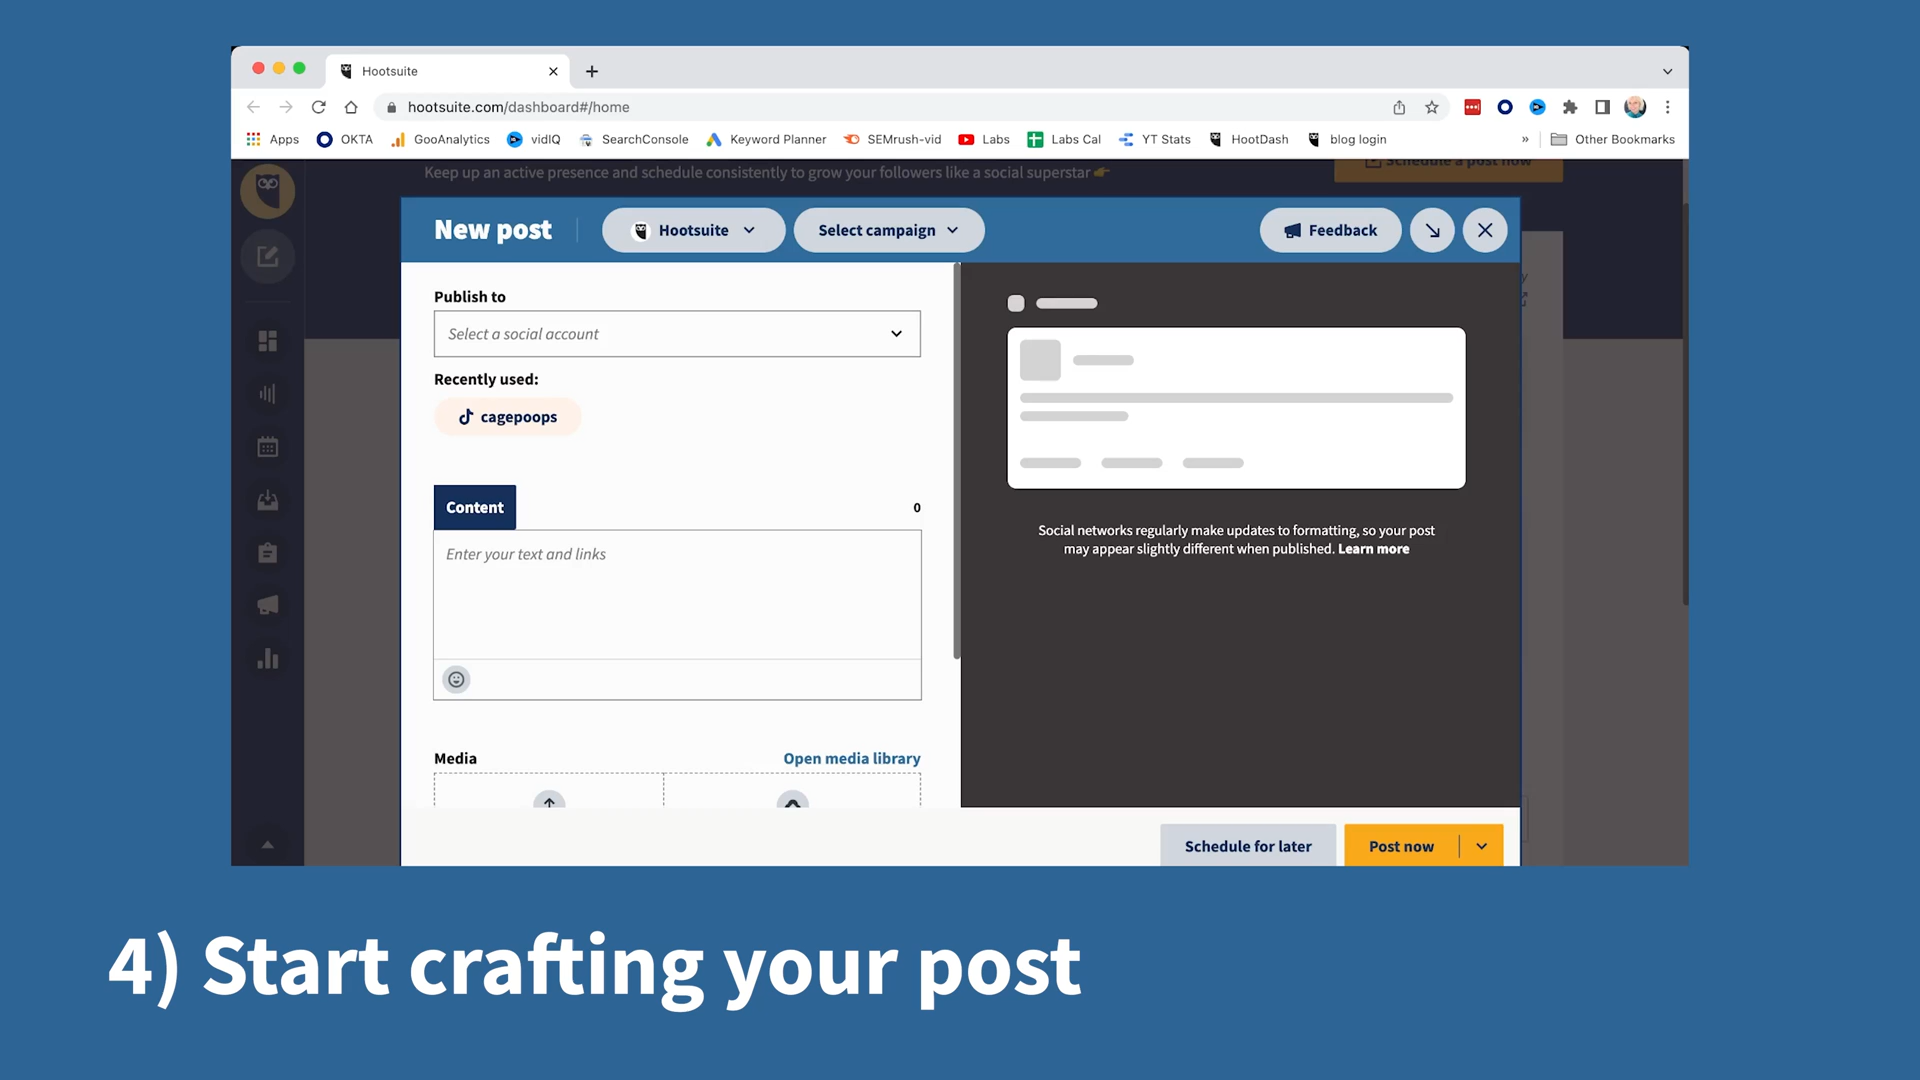 Hootsuite
hootsuite.com/dashboard#/home
Apps OKTA GooAnalytics vidIQ SearchConsole Keyword Planner SEMrush-vid Labs Labs Cal YT Stats HootDash blog login » Other Bookmarks
Keep up an active presence and schedule consistently to grow your followers like a social superstar
Schedule a post now
New post Hootsuite Select campaign Feedback
Publish to
Select a social account
Recently used:
cagepoops
Content 0
Enter your text and links
Media Open media library
Social networks regularly make updates to formatting, so your post
may appear slightly different when published. Learn more
Schedule for later Post now
4) Start crafting your post